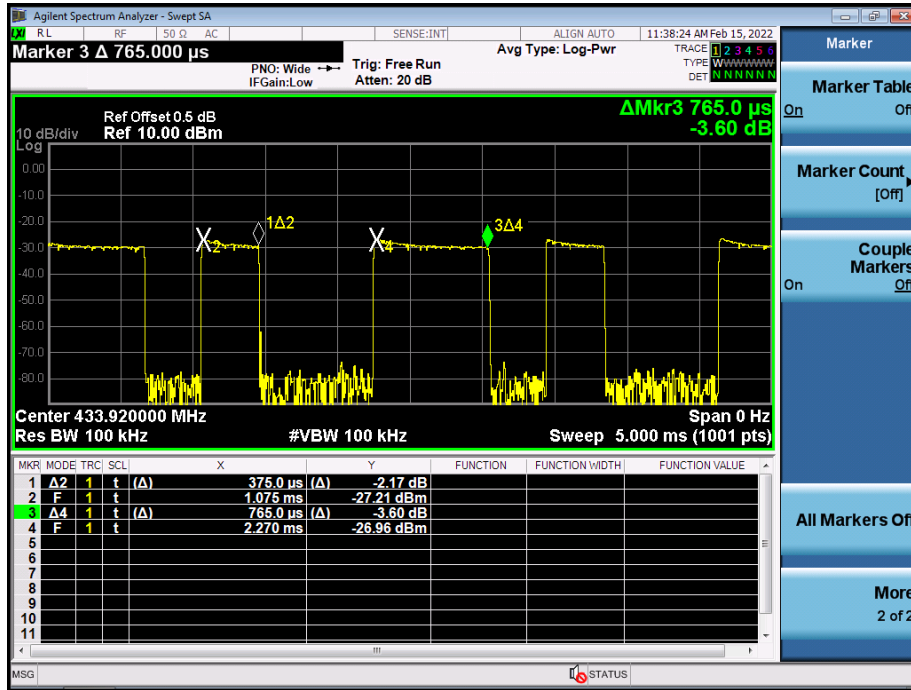 Agilent Spectrum Analyzer - Swept SA
LXI RL RF 50 Ω AC SENSE:INT ALIGN AUTO 11:38:24 AM Feb 15, 2022
Marker 3 Δ 765.000 µs
PNO: Wide
IFGain:Low
Trig: Free Run
Atten: 20 dB
Avg Type: Log-Pwr
TRACE 1 2 3 4 5 6
TYPE WWWWWW
DET N N N N N N
Ref Offset 0.5 dB
10 dB/div Ref 10.00 dBm
Log
ΔMkr3 765.0 µs
-3.60 dB
0.00
-10.0
-20.0
-30.0
-40.0
-50.0
-60.0
-70.0
-80.0
X2
1Δ2
X4
3Δ4
Center 433.920000 MHz Span 0 Hz
Res BW 100 kHz #VBW 100 kHz Sweep 5.000 ms (1001 pts)
MKR MODE TRC SCL X Y FUNCTION FUNCTION WIDTH FUNCTION VALUE
1 Δ2 1 t (Δ) 375.0 µs (Δ) -2.17 dB
2 F 1 t 1.075 ms -27.21 dBm
3 Δ4 1 t (Δ) 765.0 µs (Δ) -3.60 dB
4 F 1 t 2.270 ms -26.96 dBm
5
6
7
8
9
10
11
MSG STATUS
Marker
Marker Table
On Of
Marker Count
[Off]
Couple
Markers
On Of
All Markers Of
More
2 of 2